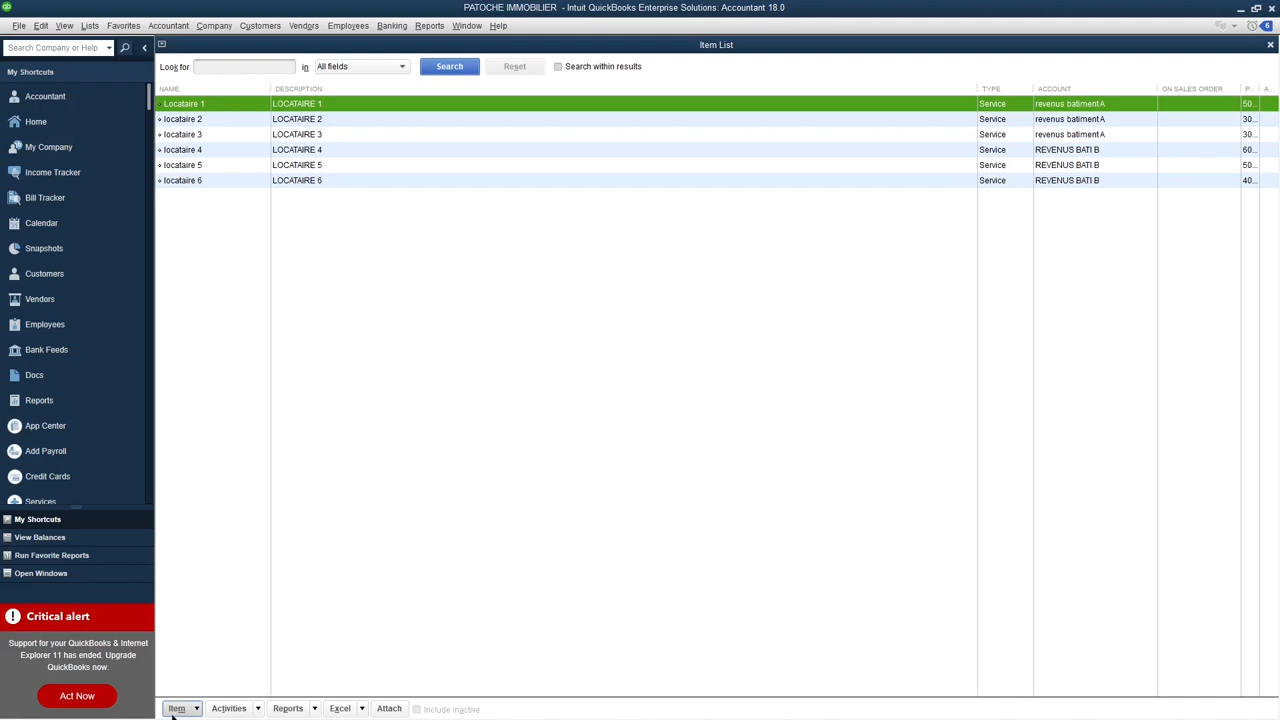 PATOCHE IMMOBILIER - Intuit QuickBooks Enterprise Solutions: Accountant 18.0
File Edit View Lists Favorites Accountant Company Customers Vendors Employees Banking Reports Window Help
6
Search Company or Help
Item List
My Shortcuts
Accountant
Home
My Company
Income Tracker
Bill Tracker
Calendar
Snapshots
Customers
Vendors
Employees
Bank Feeds
Docs
Reports
App Center
Add Payroll
Credit Cards
Services
My Shortcuts
View Balances
Run Favorite Reports
Open Windows
Critical alert
Support for your QuickBooks & Internet
Explorer 11 has ended. Upgrade
QuickBooks now.
Act Now
Look for in All fields Search Reset Search within results
NAME DESCRIPTION TYPE ACCOUNT ON SALES ORDER P... A...
Locataire 1 LOCATAIRE 1 Service revenus batiment A 50...
locataire 2 LOCATAIRE 2 Service revenus batiment A 30...
locataire 3 LOCATAIRE 3 Service revenus batiment A 30...
locataire 4 LOCATAIRE 4 Service REVENUS BATI B 60...
locataire 5 LOCATAIRE 5 Service REVENUS BATI B 50...
locataire 6 LOCATAIRE 6 Service REVENUS BATI B 40...
Item Activities Reports Excel Attach Include inactive